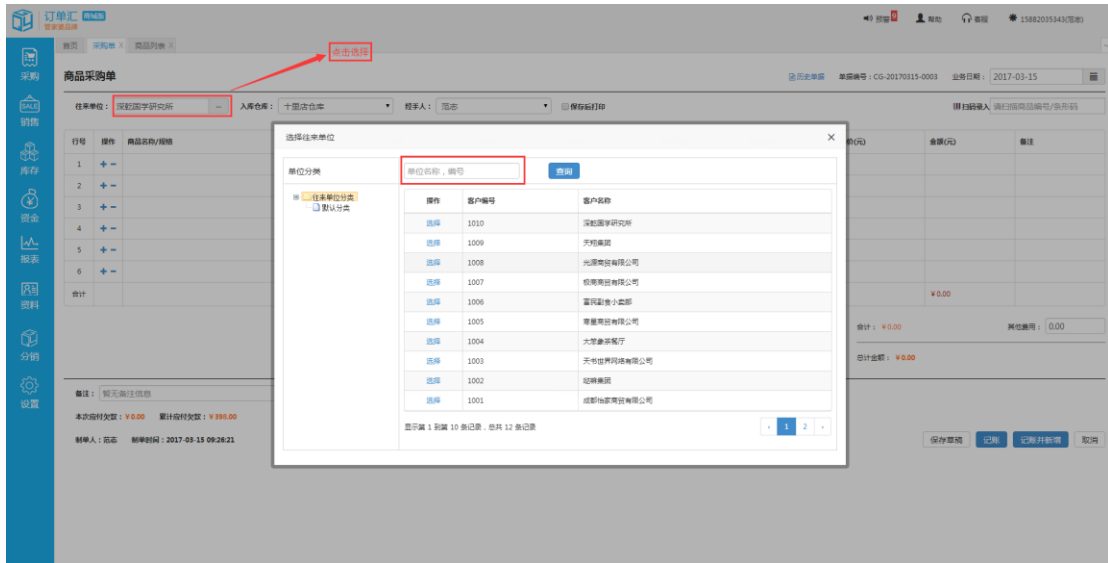 订单汇 商城版
管家婆品牌
预警 9 帮助 客服 15882035343(范志)
首页 采购单 X 商品列表 X
点击选择
采购
销售
库存
资金
报表
资料
分销
设置
商品采购单
历史单据 单据编号：CG-20170315-0003 业务日期： 2017-03-15
往来单位： 深乾国学研究所 ... 入库仓库： 十里店仓库 经手人： 范志 保存后打印
扫码录入 请扫描商品编号/条形码
行号 操作 商品名称/规格 金额(元) 备注
1 + −
2 + −
3 + −
4 + −
5 + −
6 + −
合计 ￥0.00
合计： ￥0.00 其他费用： 0.00
总计金额： ￥0.00
备注： 暂无备注信息
本次应付欠款：￥0.00 累计应付欠款：￥398.00
制单人：范志 制单时间：2017-03-15 09:26:21
保存草稿 记账 记账并新增 取消
选择往来单位 ×
单位分类
往来单位分类
默认分类
单位名称，编号 查询
操作 客户编号 客户名称
选择 1010 深乾国学研究所
选择 1009 天翔集团
选择 1008 光源商贸有限公司
选择 1007 极商商贸有限公司
选择 1006 富民副食小卖部
选择 1005 粤量商贸有限公司
选择 1004 大笨象茶餐厅
选择 1003 天书世界网络有限公司
选择 1002 哒嘛集团
选择 1001 成都怡家商贸有限公司
显示第 1 到第 10 条记录，总共 12 条记录
‹ 1 2 ›